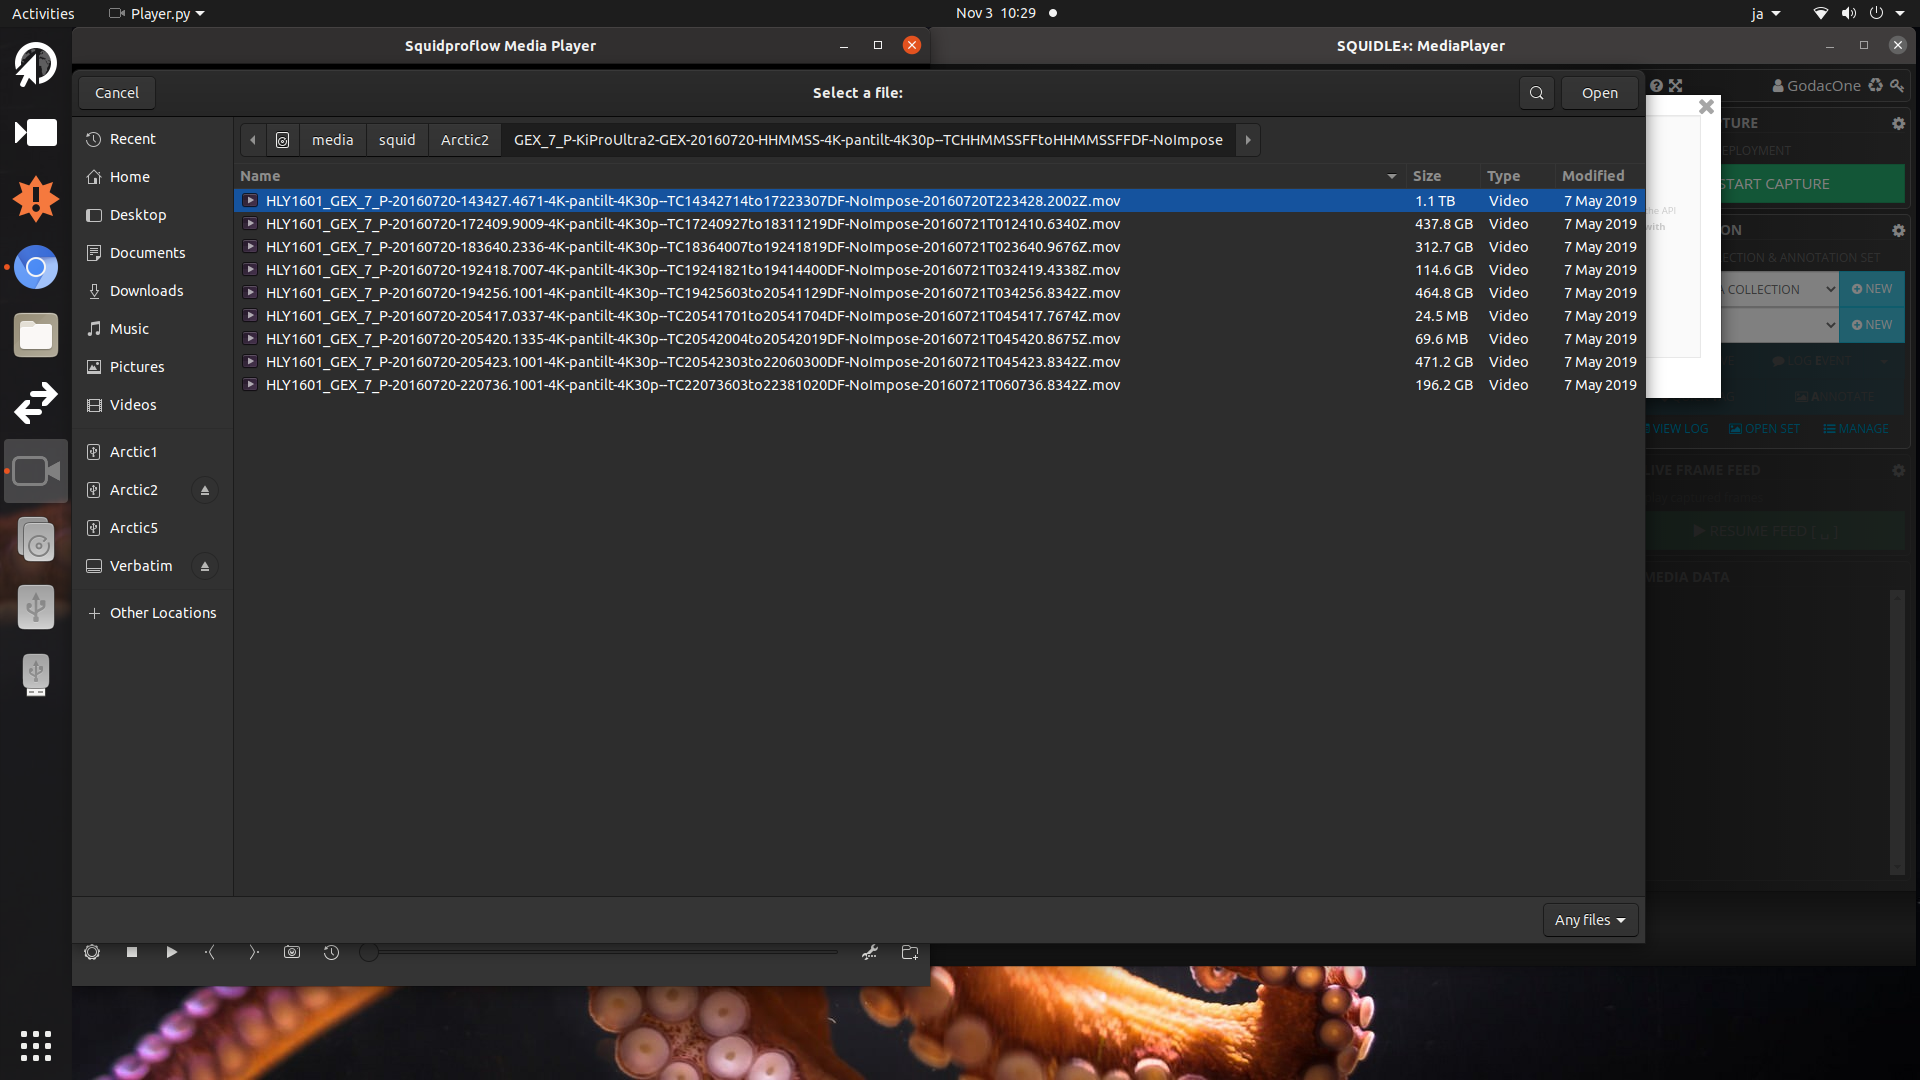 Activities
Player.py
Nov 3 10:29
ja
Squidproflow Media Player
SQUIDLE+: MediaPlayer
Cancel
Select a file:
Open
GodacOne
Recent
Home
Desktop
Documents
Downloads
Music
Pictures
Videos
Arctic1
Arctic2
Arctic5
Verbatim
Other Locations
media
squid
Arctic2
GEX_7_P-KiProUltra2-GEX-20160720-HHMMSS-4K-pantilt-4K30p--TCHHMMSSFFtoHHMMSSFFDF-NoImpose
Name Size Type Modified
HLY1601_GEX_7_P-20160720-143427.4671-4K-pantilt-4K30p--TC14342714to17223307DF-NoImpose-20160720T223428.2002Z.mov 1.1 TB Video 7 May 2019
HLY1601_GEX_7_P-20160720-172409.9009-4K-pantilt-4K30p--TC17240927to18311219DF-NoImpose-20160721T012410.6340Z.mov 437.8 GB Video 7 May 2019
HLY1601_GEX_7_P-20160720-183640.2336-4K-pantilt-4K30p--TC18364007to19241819DF-NoImpose-20160721T023640.9676Z.mov 312.7 GB Video 7 May 2019
HLY1601_GEX_7_P-20160720-192418.7007-4K-pantilt-4K30p--TC19241821to19414400DF-NoImpose-20160721T032419.4338Z.mov 114.6 GB Video 7 May 2019
HLY1601_GEX_7_P-20160720-194256.1001-4K-pantilt-4K30p--TC19425603to20541129DF-NoImpose-20160721T034256.8342Z.mov 464.8 GB Video 7 May 2019
HLY1601_GEX_7_P-20160720-205417.0337-4K-pantilt-4K30p--TC20541701to20541704DF-NoImpose-20160721T045417.7674Z.mov 24.5 MB Video 7 May 2019
HLY1601_GEX_7_P-20160720-205420.1335-4K-pantilt-4K30p--TC20542004to20542019DF-NoImpose-20160721T045420.8675Z.mov 69.6 MB Video 7 May 2019
HLY1601_GEX_7_P-20160720-205423.1001-4K-pantilt-4K30p--TC20542303to22060300DF-NoImpose-20160721T045423.8342Z.mov 471.2 GB Video 7 May 2019
HLY1601_GEX_7_P-20160720-220736.1001-4K-pantilt-4K30p--TC22073603to22381020DF-NoImpose-20160721T060736.8342Z.mov 196.2 GB Video 7 May 2019
Any files
TURE
EPLOYMENT
START CAPTURE
the API
with
ON
ECTION & ANNOTATION SET
A COLLECTION
NEW
NEW
LOG EVENT
ANNOTATE
VIEW LOG
OPEN SET
MANAGE
LIVE FRAME FEED
RESUME FEED
MEDIA DATA